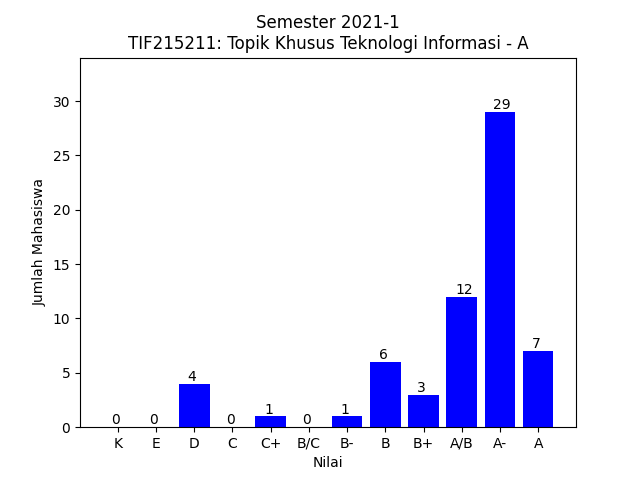 Semester 2021-1
TIF215211: Topik Khusus Teknologi Informasi - A
Jumlah Mahasiswa
30
25
20
15
10
5
0
0 0 4 0 1 0 1 6 3 12 29 7
K E D C C+ B/C B- B B+ A/B A- A
Nilai